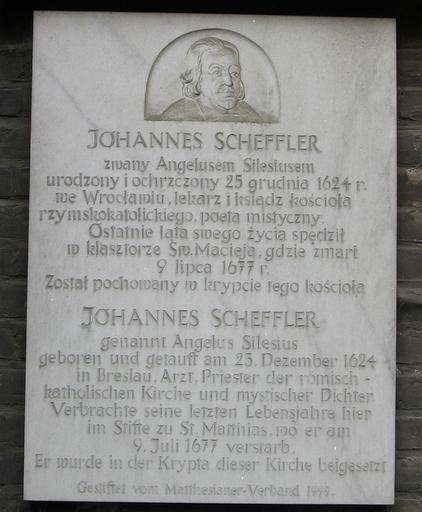 JOHANNES SCHEFFLER
zwany Angelusem Silesiusem
urodzony i ochrzczony 25 grudnia 1624 r.
we Wrocławiu, lekarz i ksiądz kościoła
rzymskokatolickiego, poeta mistyczny.
Ostatnie lata swego życia spędził
w klasztorze Św. Macieja, gdzie zmarł
9 lipca 1677 r.
Został pochowany w krypcie tego kościoła
JOHANNES SCHEFFLER
genannt Angelus Silesius
geboren und getauft am 25. Dezember 1624
in Breslau, Arzt, Priester der römisch-
katholischen Kirche und mystischer Dichter.
Verbrachte seine letzten Lebensjahre hier
im Stifte zu St. Matthias, wo er am
9. Juli 1677 verstarb.
Er wurde in der Krypta dieser Kirche beigesetzt
Gestiftet vom Matthesianer-Verband 1999.